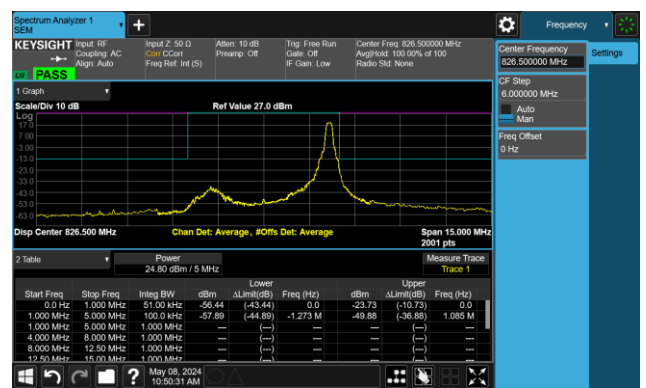 Spectrum Analyzer 1
SEM
Frequency
KEYSIGHT
Input: RF
Coupling: AC
Align: Auto
Input Z: 50 Ω
Corr CCorr
Freq Ref: Int (S)
Atten: 10 dB
Preamp: Off
Trig: Free Run
Gate: Off
IF Gain: Low
Center Freq: 826.500000 MHz
Avg|Hold: 100.00% of 100
Radio Std: None
LW PASS
Center Frequency
826.500000 MHz
Settings
CF Step
6.000000 MHz
Auto
Man
Freq Offset
0 Hz
1 Graph
Scale/Div 10 dB
Ref Value 27.0 dBm
Log
17.0
7.00
-3.00
-13.0
-23.0
-33.0
-43.0
-53.0
-63.0
Disp Center 826.500 MHz
Chan Det: Average, #Offs Det: Average
Span 15.000 MHz
2001 pts
2 Table
Power
24.80 dBm / 5 MHz
Measure Trace
Trace 1
Lower Upper
Start Freq Stop Freq Integ BW dBm ΔLimit(dB) Freq (Hz) dBm ΔLimit(dB) Freq (Hz)
0.0 Hz 1.000 MHz 51.00 kHz -56.44 (-43.44) 0.0 -23.73 (-10.73) 0.0
1.000 MHz 5.000 MHz 100.0 kHz -57.89 (-44.89) -1.273 M -49.88 (-36.88) 1.085 M
1.000 MHz 5.000 MHz 1.000 MHz --- (---) --- --- (---) ---
4.000 MHz 8.000 MHz 1.000 MHz --- (---) --- --- (---) ---
8.000 MHz 12.50 MHz 1.000 MHz --- (---) --- --- (---) ---
12.50 MHz 15.00 MHz 1.000 MHz --- (---) --- --- (---) ---
?
May 08, 2024
10:50:31 AM